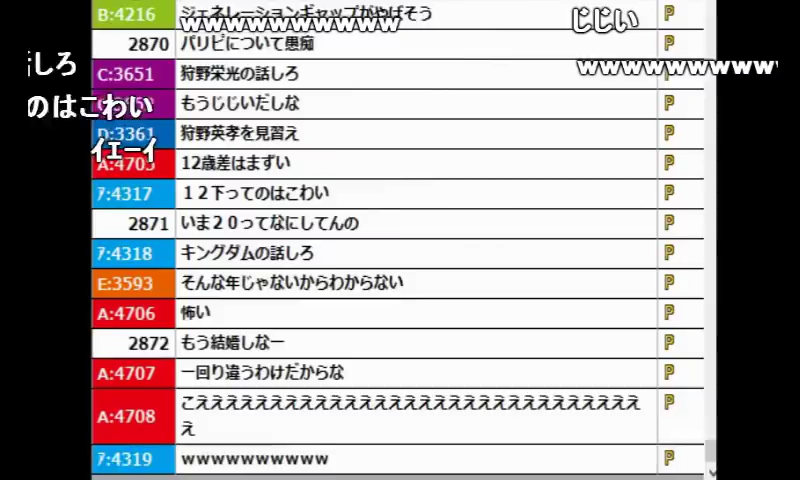 B:4216 ジェネレーションギャップがやばそう P
wwwwwwwwwwww
じじい
2870 パリピについて愚痴 P
しろ
C:3651 狩野栄光の話しろ P
wwwwwwwwww
もうじじいだしな P
のはこわい
D:3361 狩野英孝を見習え P
イエーイ
A:4705 12歳差はまずい P
ｱ:4317 １２下ってのはこわい P
2871 いま２０ってなにしてんの P
ｱ:4318 キングダムの話しろ P
E:3593 そんな年じゃないからわからない P
A:4706 怖い P
2872 もう結婚しなー P
A:4707 一回り違うわけだからな P
A:4708 こえええええええええええええええええええええええええええええ P
え
ｱ:4319 wwwwwwwwww P